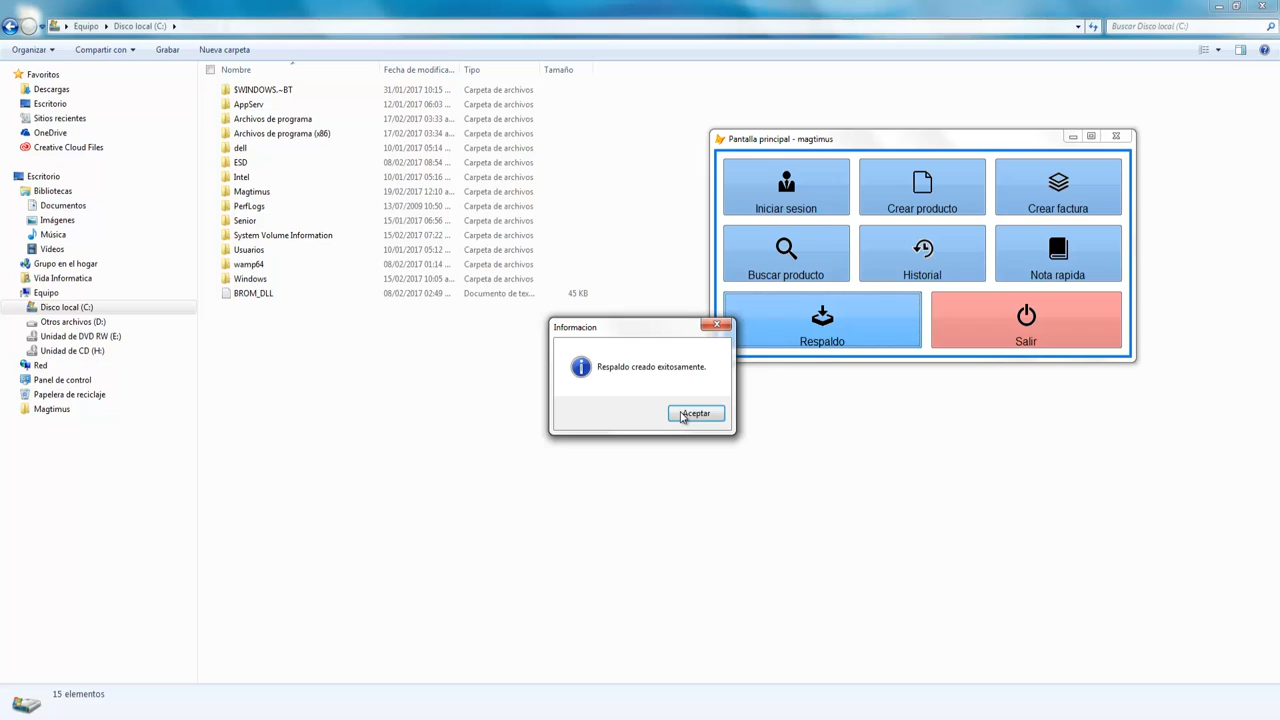 Equipo ▸ Disco local (C:) ▸
Buscar Disco local (C:)
Organizar Compartir con Grabar Nueva carpeta
Favoritos
Descargas
Escritorio
Sitios recientes
OneDrive
Creative Cloud Files
Escritorio
Bibliotecas
Documentos
Imágenes
Música
Vídeos
Grupo en el hogar
Vida Informatica
Equipo
Disco local (C:)
Otros archivos (D:)
Unidad de DVD RW (E:)
Unidad de CD (H:)
Red
Panel de control
Papelera de reciclaje
Magtimus
Nombre Fecha de modifica... Tipo Tamaño
$WINDOWS.~BT 31/01/2017 10:15 ... Carpeta de archivos
AppServ 12/01/2017 06:03 ... Carpeta de archivos
Archivos de programa 17/02/2017 03:33 a... Carpeta de archivos
Archivos de programa (x86) 17/02/2017 03:34 a... Carpeta de archivos
dell 10/01/2017 05:14 ... Carpeta de archivos
ESD 08/02/2017 08:54 ... Carpeta de archivos
Intel 10/01/2017 05:16 ... Carpeta de archivos
Magtimus 19/02/2017 12:10 a... Carpeta de archivos
PerfLogs 13/07/2009 10:50 ... Carpeta de archivos
Senior 15/01/2017 06:56 ... Carpeta de archivos
System Volume Information 15/02/2017 07:22 ... Carpeta de archivos
Usuarios 10/01/2017 05:12 ... Carpeta de archivos
wamp64 08/02/2017 01:14 ... Carpeta de archivos
Windows 15/02/2017 10:05 a... Carpeta de archivos
BROM_DLL 08/02/2017 02:49 ... Documento de tex... 45 KB
Pantalla principal - magtimus
Iniciar sesion Crear producto Crear factura
Buscar producto Historial Nota rapida
Respaldo Salir
Informacion
Respaldo creado exitosamente.
Aceptar
15 elementos